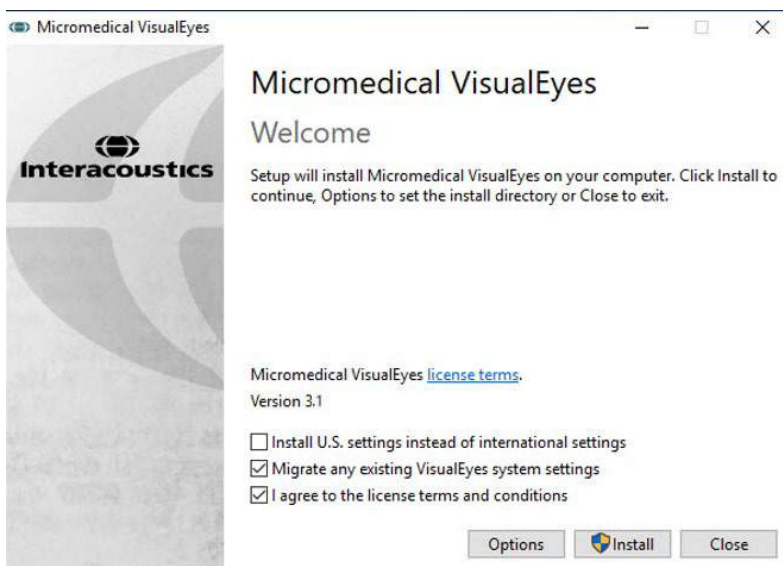 Micromedical VisualEyes
Interacoustics
Micromedical VisualEyes
Welcome
Setup will install Micromedical VisualEyes on your computer. Click Install to
continue, Options to set the install directory or Close to exit.
Micromedical VisualEyes license terms.
Version 3.1
Install U.S. settings instead of international settings
Migrate any existing VisualEyes system settings
I agree to the license terms and conditions
Options Install Close